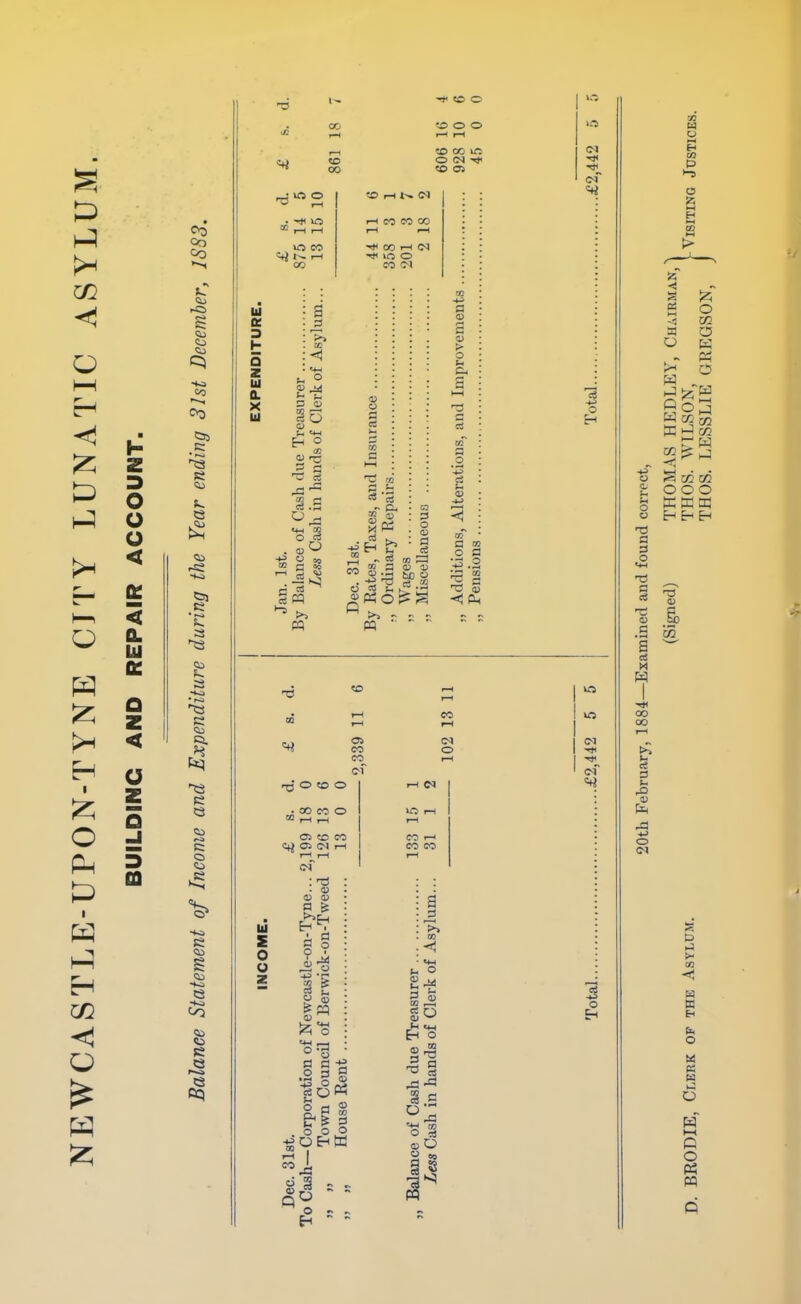 NEWCASTLE-UPON-TYNE CITY LUNATIC ASYLUM.
BUILDING AND REPAIR ACCOUNT.
Balance Statement of Income and Expenditure during the Year ending 31st December, 1883.
INCOME.
£ s. d. £ s. d.
Dec. 31st.
To Cash—Corporation of Newcastle-on-Tyne... 2,199 18 0
„ „ Town Council of Berwick-on-Tweed 126 13 6
„ „ House Rent 13 0 0
2,339 11 6
„ Balance of Cash due Treasurer 133 15 1
Less Cash in hands of Clerk of Asylum... 31 1 2
102 13 11
Total £2,442 5 5
EXPENDITURE.
£ s. d. £ s. d.
Jan. 1st.
By Balance of Cash due Treasurer 875 14 5
Less Cash in hands of Clerk of Asylum... 13 15 10
861 18 7
Dec. 31st.
By Rates, Taxes, and Insurance 44 11 6
„ Ordinary Repairs 358 3 1
„ Wages 201 13 7
„ Miscellaneous 2 8 2
606 16 4
„ Additions, Alterations, and Improvements 928 10 6
„ Pensions 45 0 0
Total £2,442 5 5
20th February, 1884—Examined and found correct,
(Signed) THOMAS HEDLEY, CHAIRMAN,
THOS. WILSON,
THOS. LESSLIE GREGSON,
} VISITING JUSTICES.
D. BRODIE, CLERK OF THE ASYLUM.